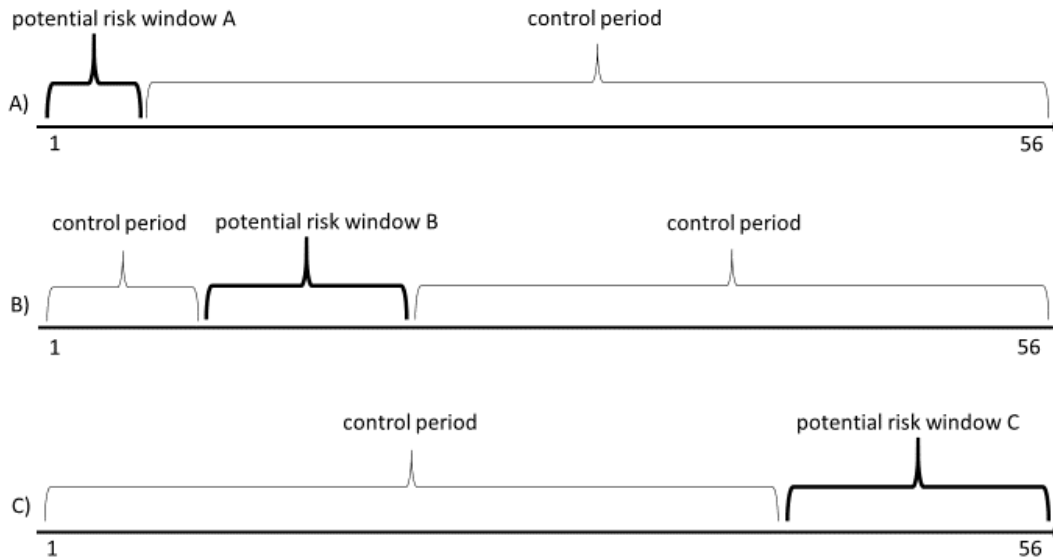 potential risk window A control period
A)
1 56
control period potential risk window B control period
B)
1 56
control period potential risk window C
C)
1 56